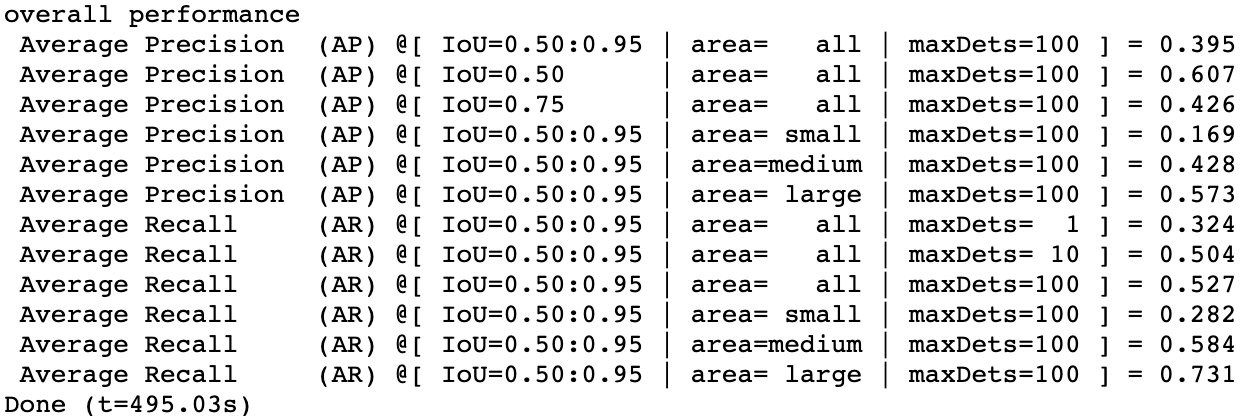 overall performance
 Average Precision  (AP) @[ IoU=0.50:0.95 | area=   all | maxDets=100 ] = 0.395
 Average Precision  (AP) @[ IoU=0.50      | area=   all | maxDets=100 ] = 0.607
 Average Precision  (AP) @[ IoU=0.75      | area=   all | maxDets=100 ] = 0.426
 Average Precision  (AP) @[ IoU=0.50:0.95 | area= small | maxDets=100 ] = 0.169
 Average Precision  (AP) @[ IoU=0.50:0.95 | area=medium | maxDets=100 ] = 0.428
 Average Precision  (AP) @[ IoU=0.50:0.95 | area= large | maxDets=100 ] = 0.573
 Average Recall     (AR) @[ IoU=0.50:0.95 | area=   all | maxDets=  1 ] = 0.324
 Average Recall     (AR) @[ IoU=0.50:0.95 | area=   all | maxDets= 10 ] = 0.504
 Average Recall     (AR) @[ IoU=0.50:0.95 | area=   all | maxDets=100 ] = 0.527
 Average Recall     (AR) @[ IoU=0.50:0.95 | area= small | maxDets=100 ] = 0.282
 Average Recall     (AR) @[ IoU=0.50:0.95 | area=medium | maxDets=100 ] = 0.584
 Average Recall     (AR) @[ IoU=0.50:0.95 | area= large | maxDets=100 ] = 0.731
Done (t=495.03s)